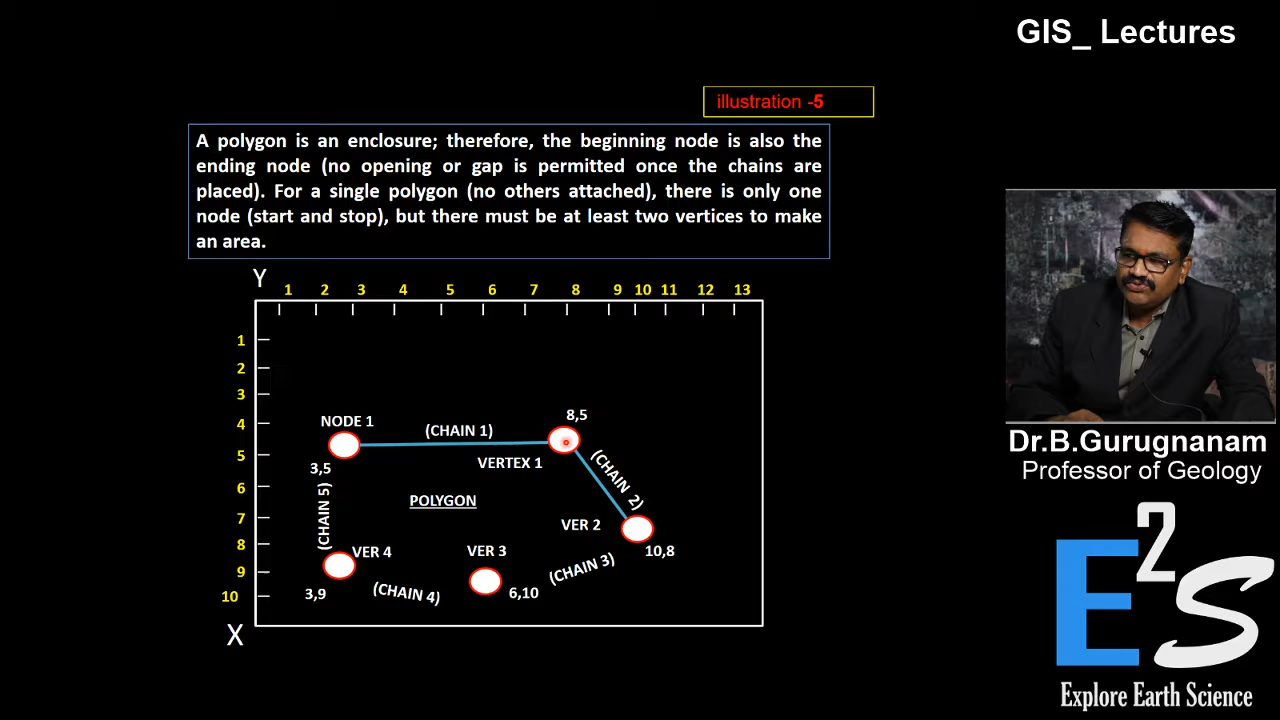 GIS_ Lectures
illustration -5
A polygon is an enclosure; therefore, the beginning node is also the
ending node (no opening or gap is permitted once the chains are
placed). For a single polygon (no others attached), there is only one
node (start and stop), but there must be at least two vertices to make
an area.
Y
1 2 3 4 5 6 7 8 9 10 11 12 13
1
2
3
4
5
6
7
8
9
10
X
NODE 1
(CHAIN 1)
8,5
3,5
VERTEX 1
(CHAIN 2)
(CHAIN 5)
POLYGON
VER 2
10,8
VER 4
VER 3
(CHAIN 3)
3,9
(CHAIN 4)
6,10
Dr.B.Gurugnanam
Professor of Geology
E2S
Explore Earth Science